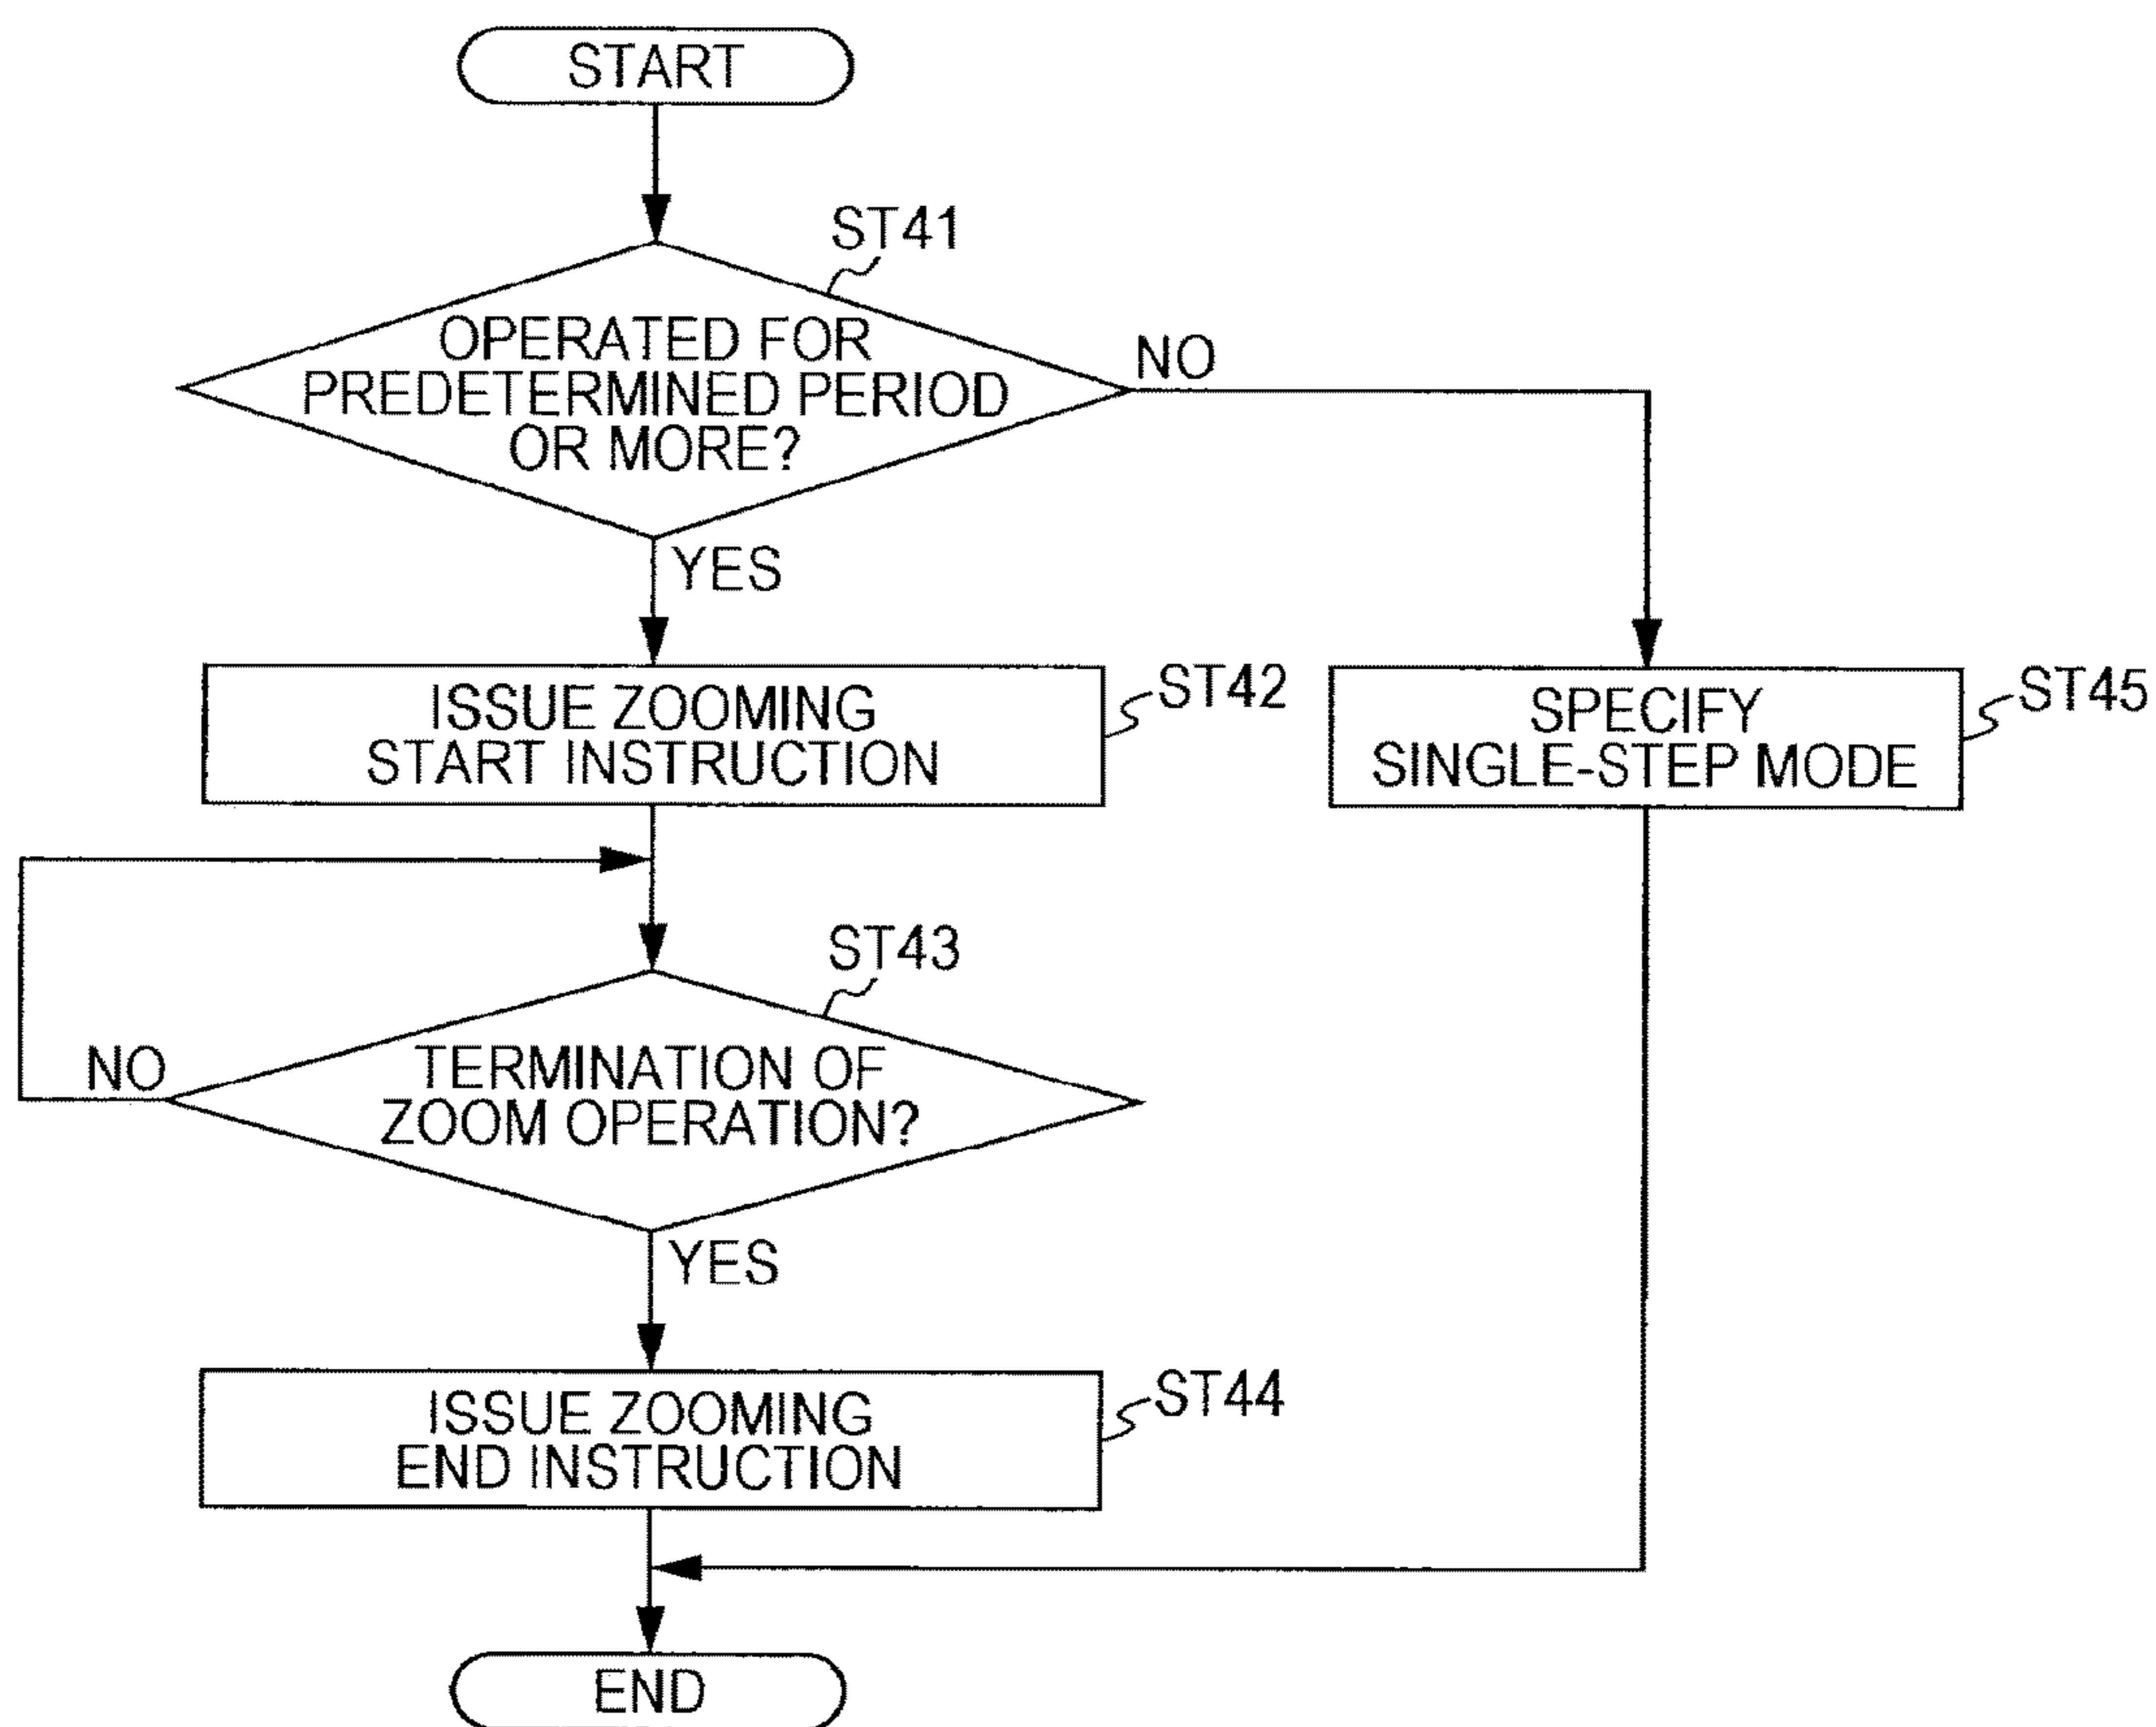 START
ST41
OPERATED FOR
PREDETERMINED PERIOD
OR MORE?
NO
YES
ISSUE ZOOMING
START INSTRUCTION
ST42
SPECIFY
SINGLE-STEP MODE
ST45
ST43
TERMINATION OF
ZOOM OPERATION?
NO
YES
ISSUE ZOOMING
END INSTRUCTION
ST44
END